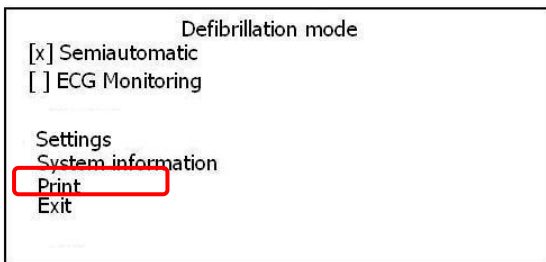 Defibrillation mode
[x] Semiautomatic
[ ] ECG Monitoring
Settings
System information
Print
Exit